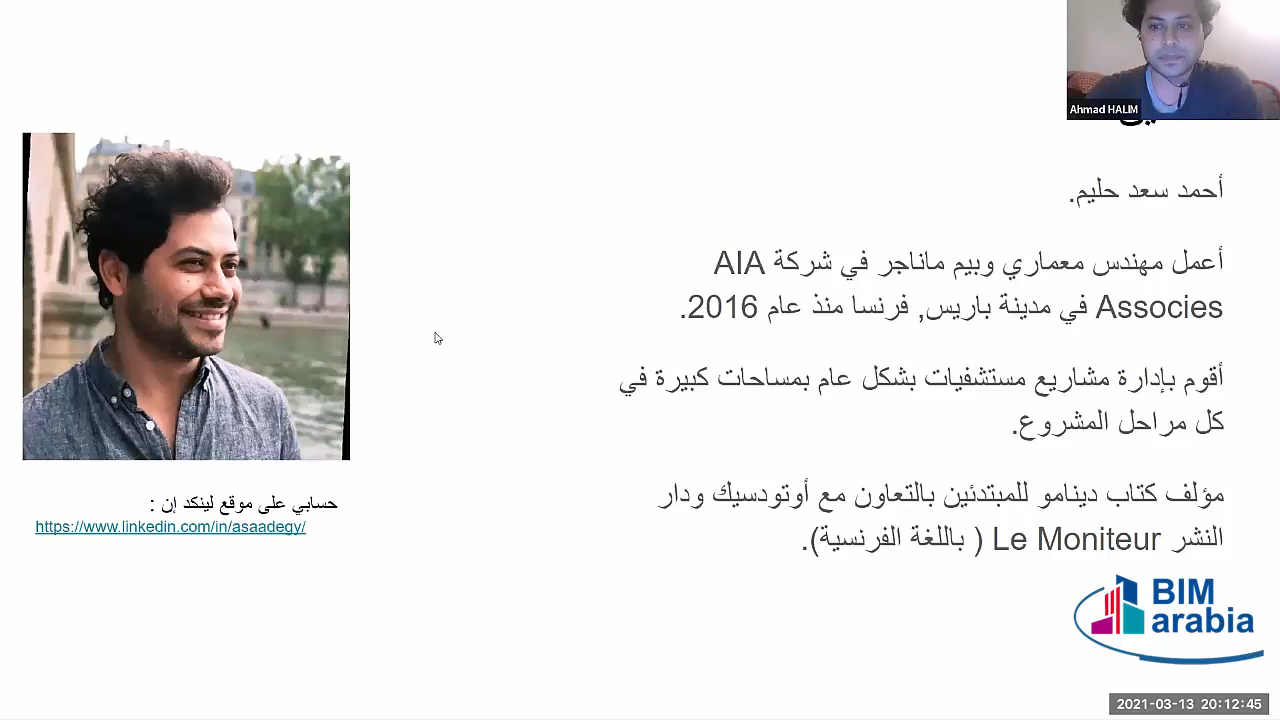 Ahmad HALIM
أحمد سعد حليم.
أعمل مهندس معماري وبيم ماناجر في شركة AIA
Associes في مدينة باريس, فرنسا منذ عام 2016.
أقوم بإدارة مشاريع مستشفيات بشكل عام بمساحات كبيرة في
كل مراحل المشروع.
مؤلف كتاب دينامو للمبتدئين بالتعاون مع أوتودسيك ودار
النشر Le Moniteur ( باللغة الفرنسية).
حسابي على موقع لينكد إن :
https://www.linkedin.com/in/asaadegy/
BIM
arabia
2021-03-13 20:12:45